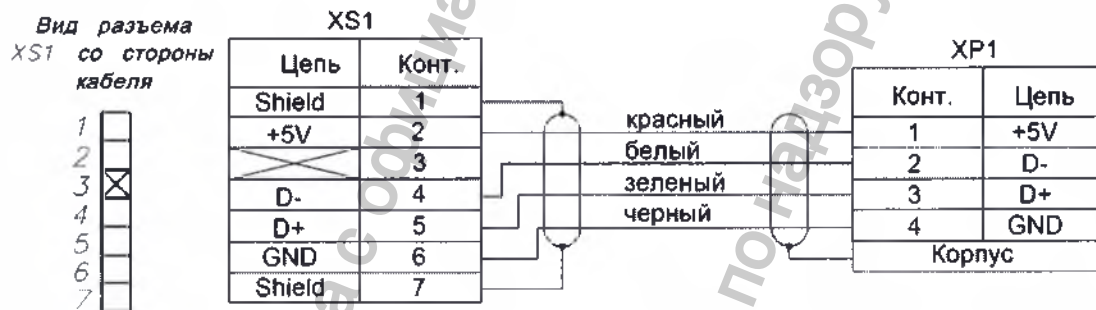 Вид разъема
XS1 со стороны
кабеля
1
2
3
4
5
6
7
XS1
Цепь Конт.
Shield 1
+5V 2
3
D- 4
D+ 5
GND 6
Shield 7
красный
белый
зеленый
черный
XP1
Конт. Цепь
1 +5V
2 D-
3 D+
4 GND
Корпус
по надзору